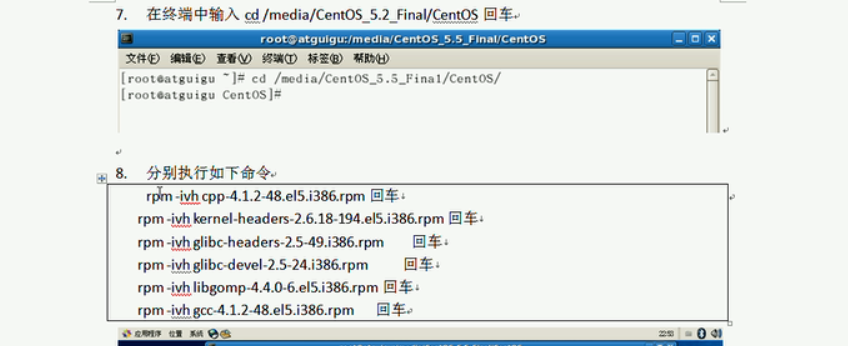 7. 在终端中输入 cd /media/CentOS_5.2_Final/CentOS 回车
root@atguigu:/media/CentOS_5.5_Final/CentOS
文件(F) 编辑(E) 查看(V) 终端(T) 标签(B) 帮助(H)
[root@atguigu ~]# cd /media/CentOS_5.5_Final/CentOS/
[root@atguigu CentOS]#
8. 分别执行如下命令
rpm -ivh cpp-4.1.2-48.el5.i386.rpm 回车
rpm -ivh kernel-headers-2.6.18-194.el5.i386.rpm 回车
rpm -ivh glibc-headers-2.5-49.i386.rpm 回车
rpm -ivh glibc-devel-2.5-24.i386.rpm 回车
rpm -ivh libgomp-4.4.0-6.el5.i386.rpm 回车
rpm -ivh gcc-4.1.2-48.el5.i386.rpm 回车
应用程序 位置 系统